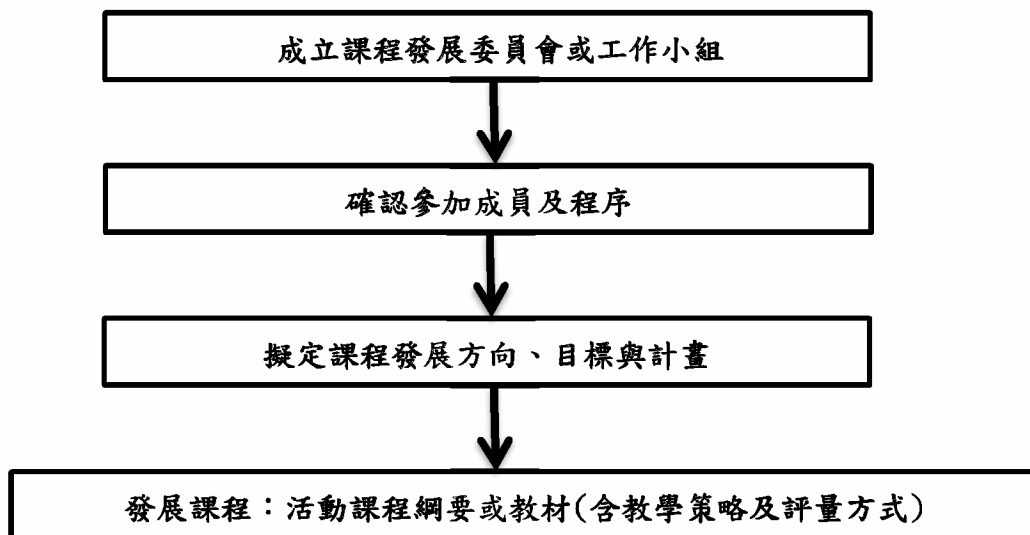 成立課程發展委員會或工作小組
確認參加成員及程序
擬定課程發展方向、目標與計畫
發展課程：活動課程綱要或教材(含教學策略及評量方式)